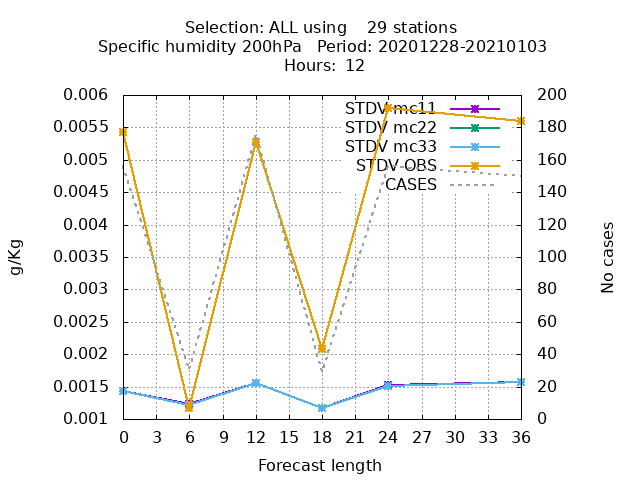 Selection: ALL using    29 stations
Specific humidity 200hPa   Period: 20201228-20210103
Hours: 12
0.006
0.0055
0.005
0.0045
0.004
0.0035
0.003
0.0025
0.002
0.0015
0.001
g/Kg
STDV mc11
STDV mc22
STDV mc33
STDV OBS
CASES
200
180
160
140
120
100
80
60
40
20
0
No cases
0 3 6 9 12 15 18 21 24 27 30 33 36
Forecast length